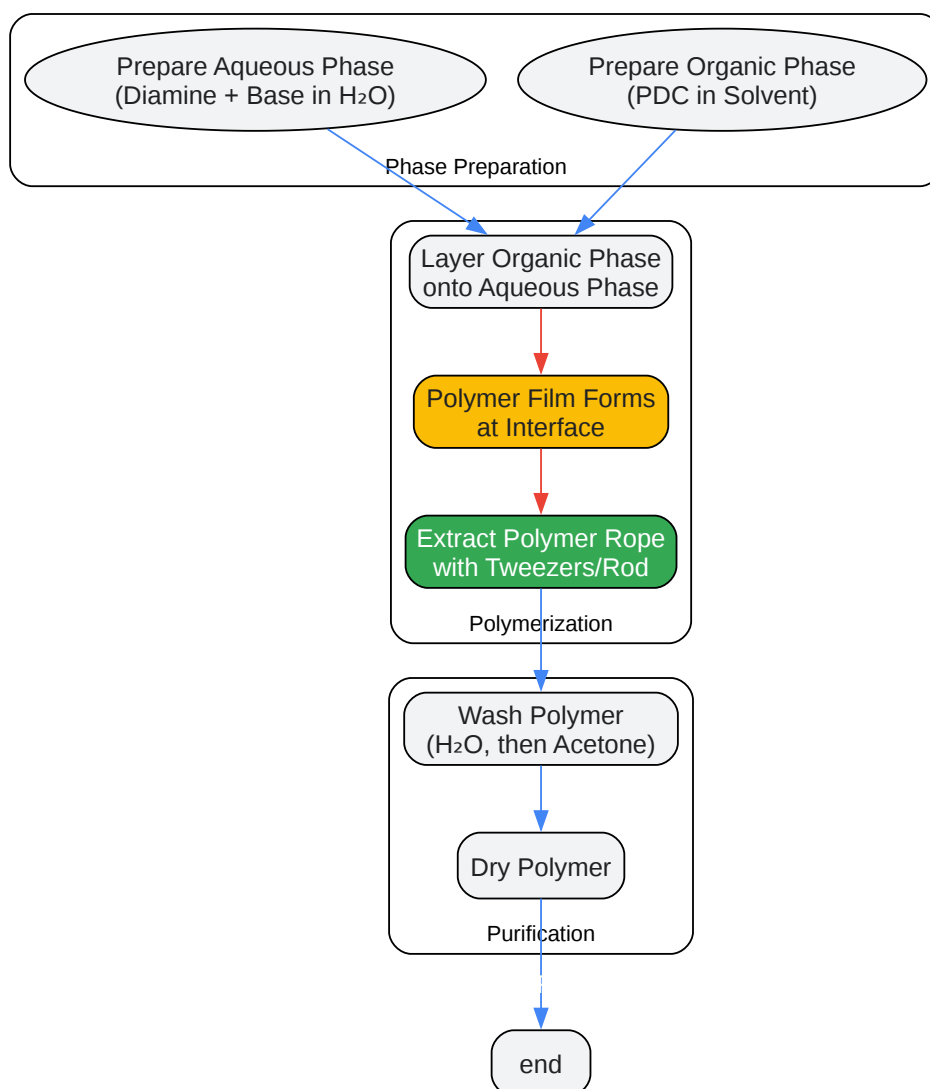 Prepare Aqueous Phase
(Diamine + Base in H₂O)
Prepare Organic Phase
(PDC in Solvent)
Phase Preparation
Layer Organic Phase
onto Aqueous Phase
Polymer Film Forms
at Interface
Extract Polymer Rope
with Tweezers/Rod
Polymerization
Wash Polymer
(H₂O, then Acetone)
Dry Polymer
Purification
end